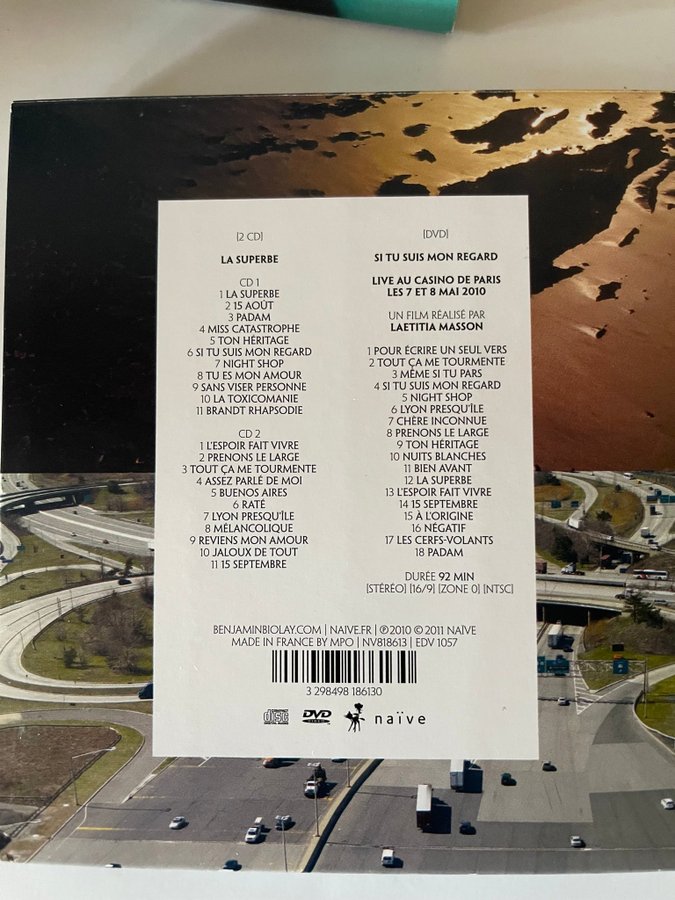 [2 CD]
LA SUPERBE
CD 1
1 LA SUPERBE
2 15 AOÛT
3 PADAM
4 MISS CATASTROPHE
5 TON HÉRITAGE
6 SI TU SUIS MON REGARD
7 NIGHT SHOP
8 TU ES MON AMOUR
9 SANS VISER PERSONNE
10 LA TOXICOMANIE
11 BRANDT RHAPSODIE
CD 2
1 L'ESPOIR FAIT VIVRE
2 PRENONS LE LARGE
3 TOUT ÇA ME TOURMENTE
4 ASSEZ PARLÉ DE MOI
5 BUENOS AIRES
6 RATÉ
7 LYON PRESQU'ÎLE
8 MÉLANCOLIQUE
9 REVIENS MON AMOUR
10 JALOUX DE TOUT
11 15 SEPTEMBRE
[DVD]
SI TU SUIS MON REGARD
LIVE AU CASINO DE PARIS
LES 7 ET 8 MAI 2010
UN FILM RÉALISÉ PAR
LAETITIA MASSON
1 POUR ÉCRIRE UN SEUL VERS
2 TOUT ÇA ME TOURMENTE
3 MÊME SI TU PARS
4 SI TU SUIS MON REGARD
5 NIGHT SHOP
6 LYON PRESQU'ÎLE
7 CHÈRE INCONNUE
8 PRENONS LE LARGE
9 TON HÉRITAGE
10 NUITS BLANCHES
11 BIEN AVANT
12 LA SUPERBE
13 L'ESPOIR FAIT VIVRE
14 15 SEPTEMBRE
15 À L'ORIGINE
16 NÉGATIF
17 LES CERFS-VOLANTS
18 PADAM
DURÉE 92 MIN
[STÉRÉO] [16/9] [ZONE 0] [NTSC]
BENJAMINBIOLAY.COM | NAIVE.FR | ℗2010 © 2011 NAÏVE
MADE IN FRANCE BY MPO | NV818613 | EDV 1057
3 298498 186130
COMPACT disc DIGITAL AUDIO DVD VIDEO naïve